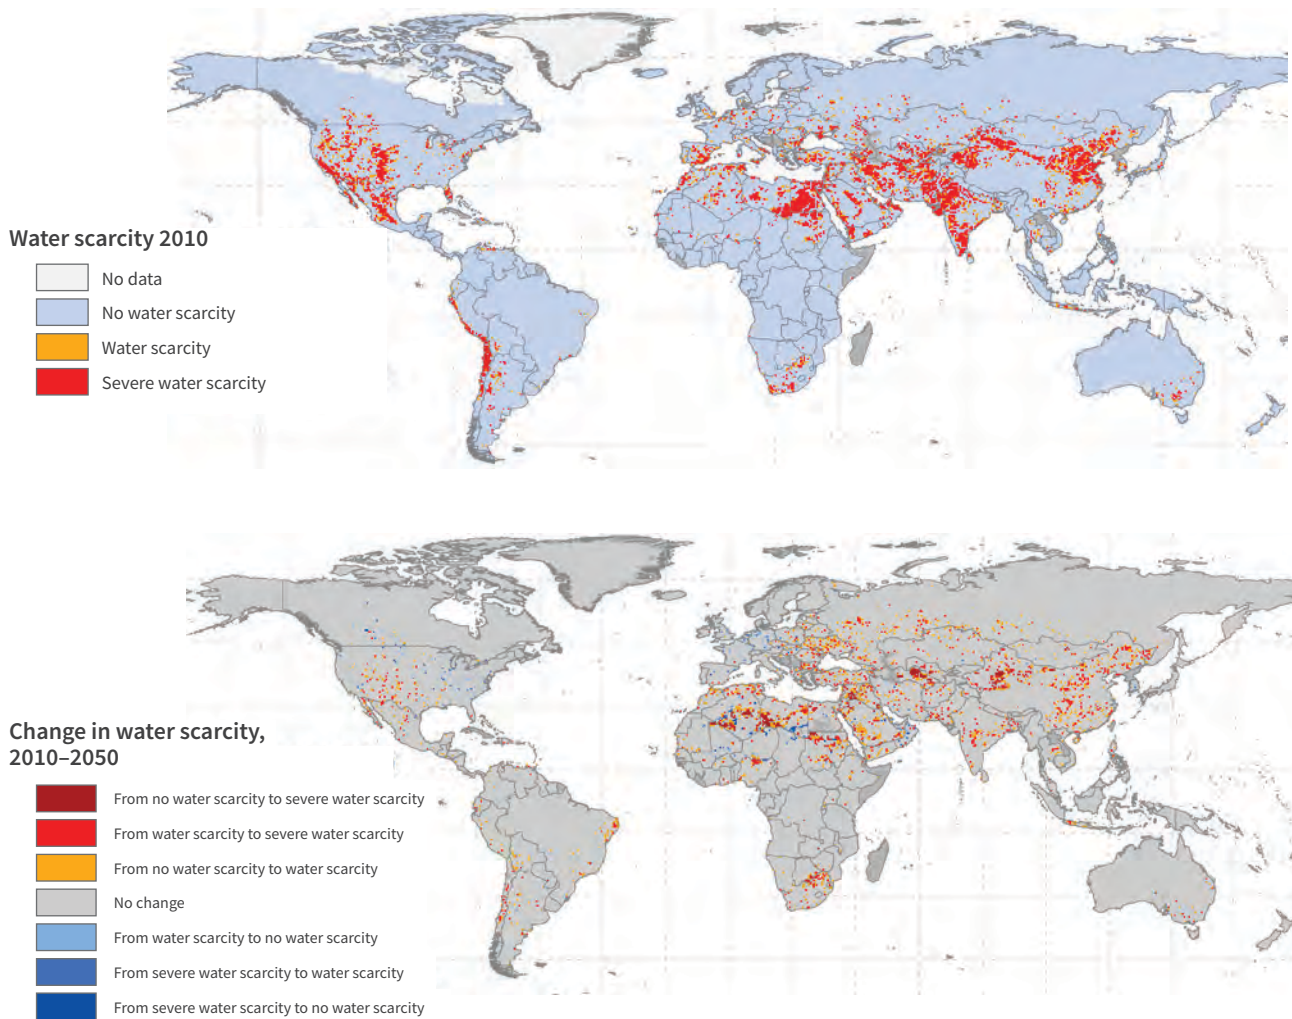 Water scarcity 2010
No data
No water scarcity
Water scarcity
Severe water scarcity
Change in water scarcity,
2010–2050
From no water scarcity to severe water scarcity
From water scarcity to severe water scarcity
From no water scarcity to water scarcity
No change
From water scarcity to no water scarcity
From severe water scarcity to water scarcity
From severe water scarcity to no water scarcity